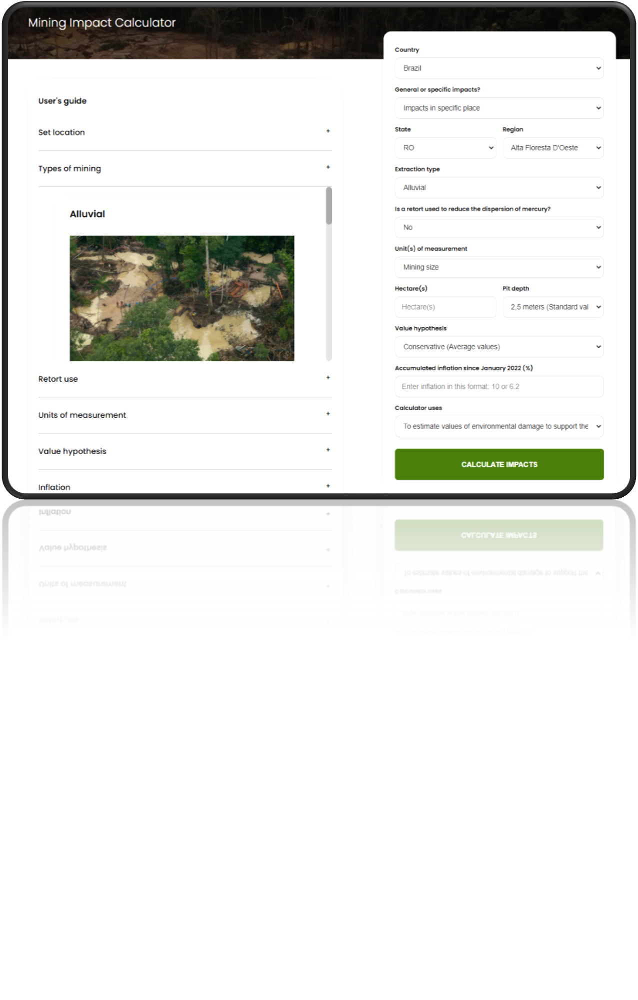 Mining Impact Calculator
User's guide
Set location
+
Types of mining
+
Alluvial
Retort use
+
Units of measurement
+
Value hypothesis
+
Inflation
+
Country
Brazil
General or specific impacts?
Impacts in specific place
State
Region
RO
Alta Floresta D'Oeste
Extraction type
Alluvial
Is a retort used to reduce the dispersion of mercury?
No
Unit(s) of measurement
Mining size
Hectare(s)
Pit depth
Hectare(s)
2,5 meters (Standard val
Value hypothesis
Conservative (Average values)
Accumulated inflation since January 2022 (%)
Enter inflation in this format: 10 or 6.2
Calculator uses
To estimate values of environmental damage to support the
CALCULATE IMPACTS